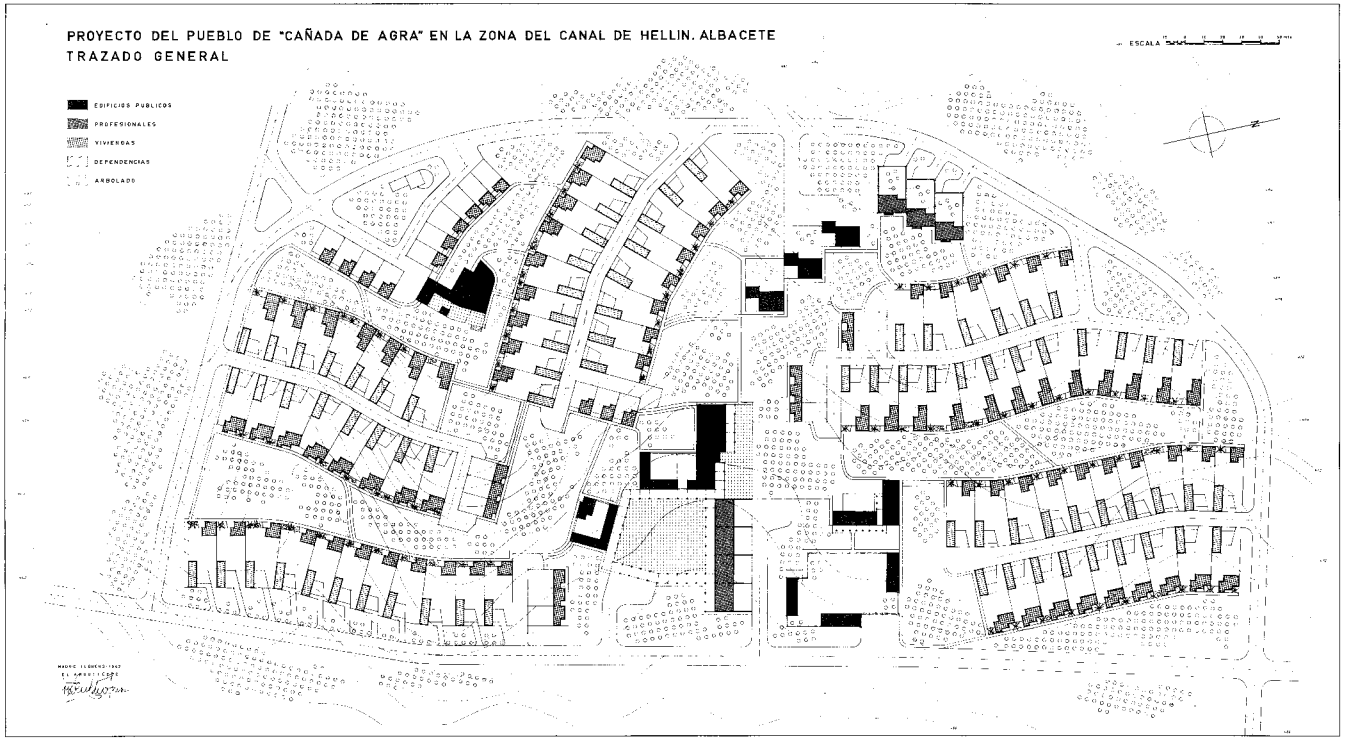 PROYECTO DEL PUEBLO DE "CAÑADA DE AGRA" EN LA ZONA DEL CANAL DE HELLIN. ALBACETE
TRAZADO GENERAL
ESCALA
EDIFICIOS PUBLICOS
PROFESIONALES
VIVIENDAS
DEPENDENCIAS
ARBOLADO
N
EL ARQUITECTO